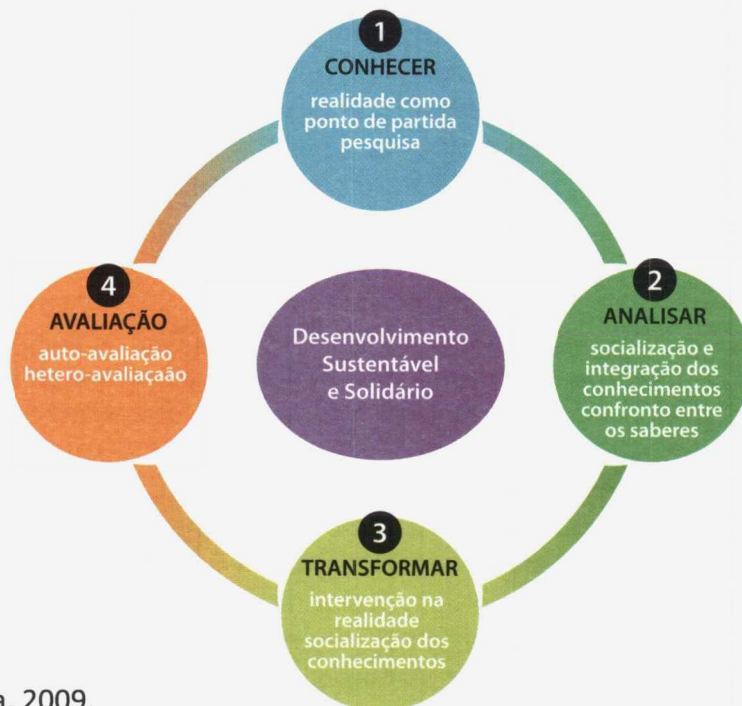 1
CONHECER
realidade como
ponto de partida
pesquisa
2
ANALISAR
socialização e
integração dos
conhecimentos
confronto entre
os saberes
3
TRANSFORMAR
intervenção na
realidade
socialização dos
conhecimentos
4
AVALIAÇÃO
auto-avaliação
hetero-avaliaçaão
Desenvolvimento
Sustentável
e Solidário
2009.